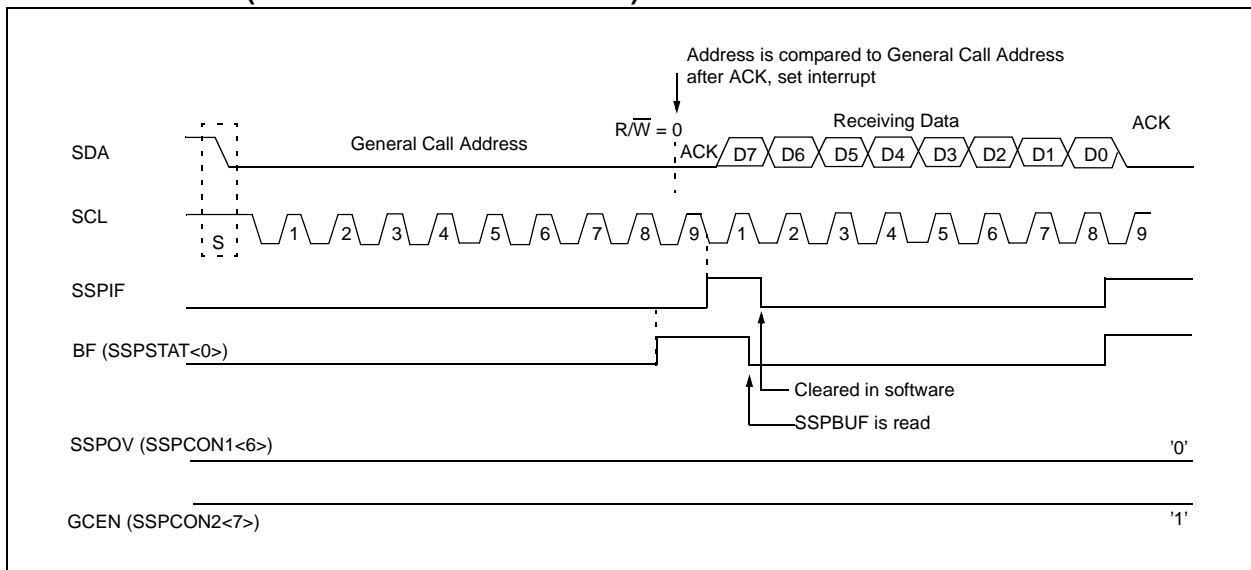 Address is compared to General Call Address
after ACK, set interrupt
R/W̅ = 0
Receiving Data
ACK
SDA
General Call Address
ACK
D7 D6 D5 D4 D3 D2 D1 D0
SCL
S
1 2 3 4 5 6 7 8 9 1 2 3 4 5 6 7 8 9
SSPIF
BF (SSPSTAT<0>)
Cleared in software
SSPBUF is read
SSPOV (SSPCON1<6>)
'0'
GCEN (SSPCON2<7>)
'1'